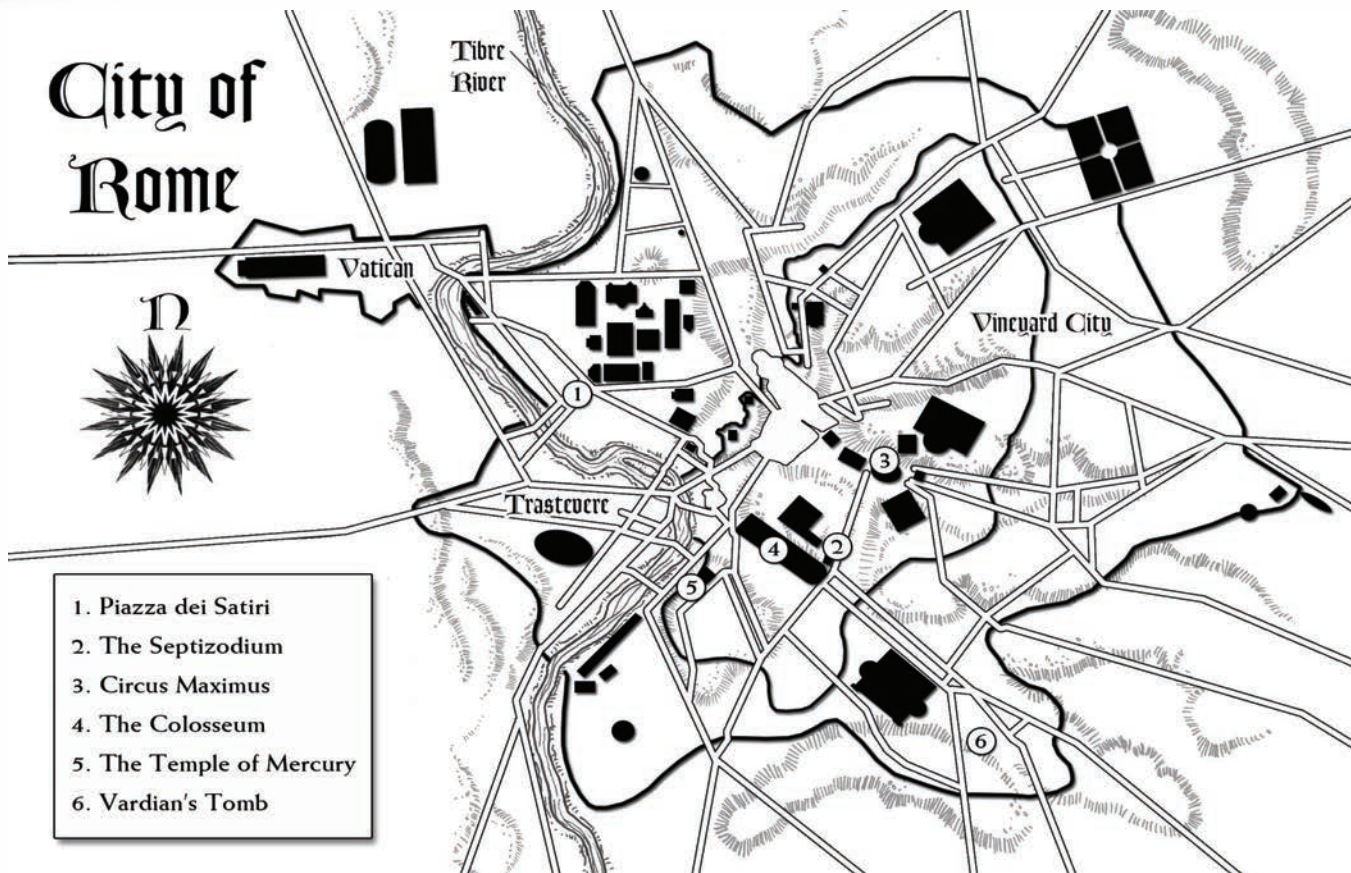 City of
Rome
Tibre
River
Vatican
N
Vineyard City
Trastevere
1
2
3
4
5
6
1. Piazza dei Satiri
2. The Septizodium
3. Circus Maximus
4. The Colosseum
5. The Temple of Mercury
6. Vardian's Tomb